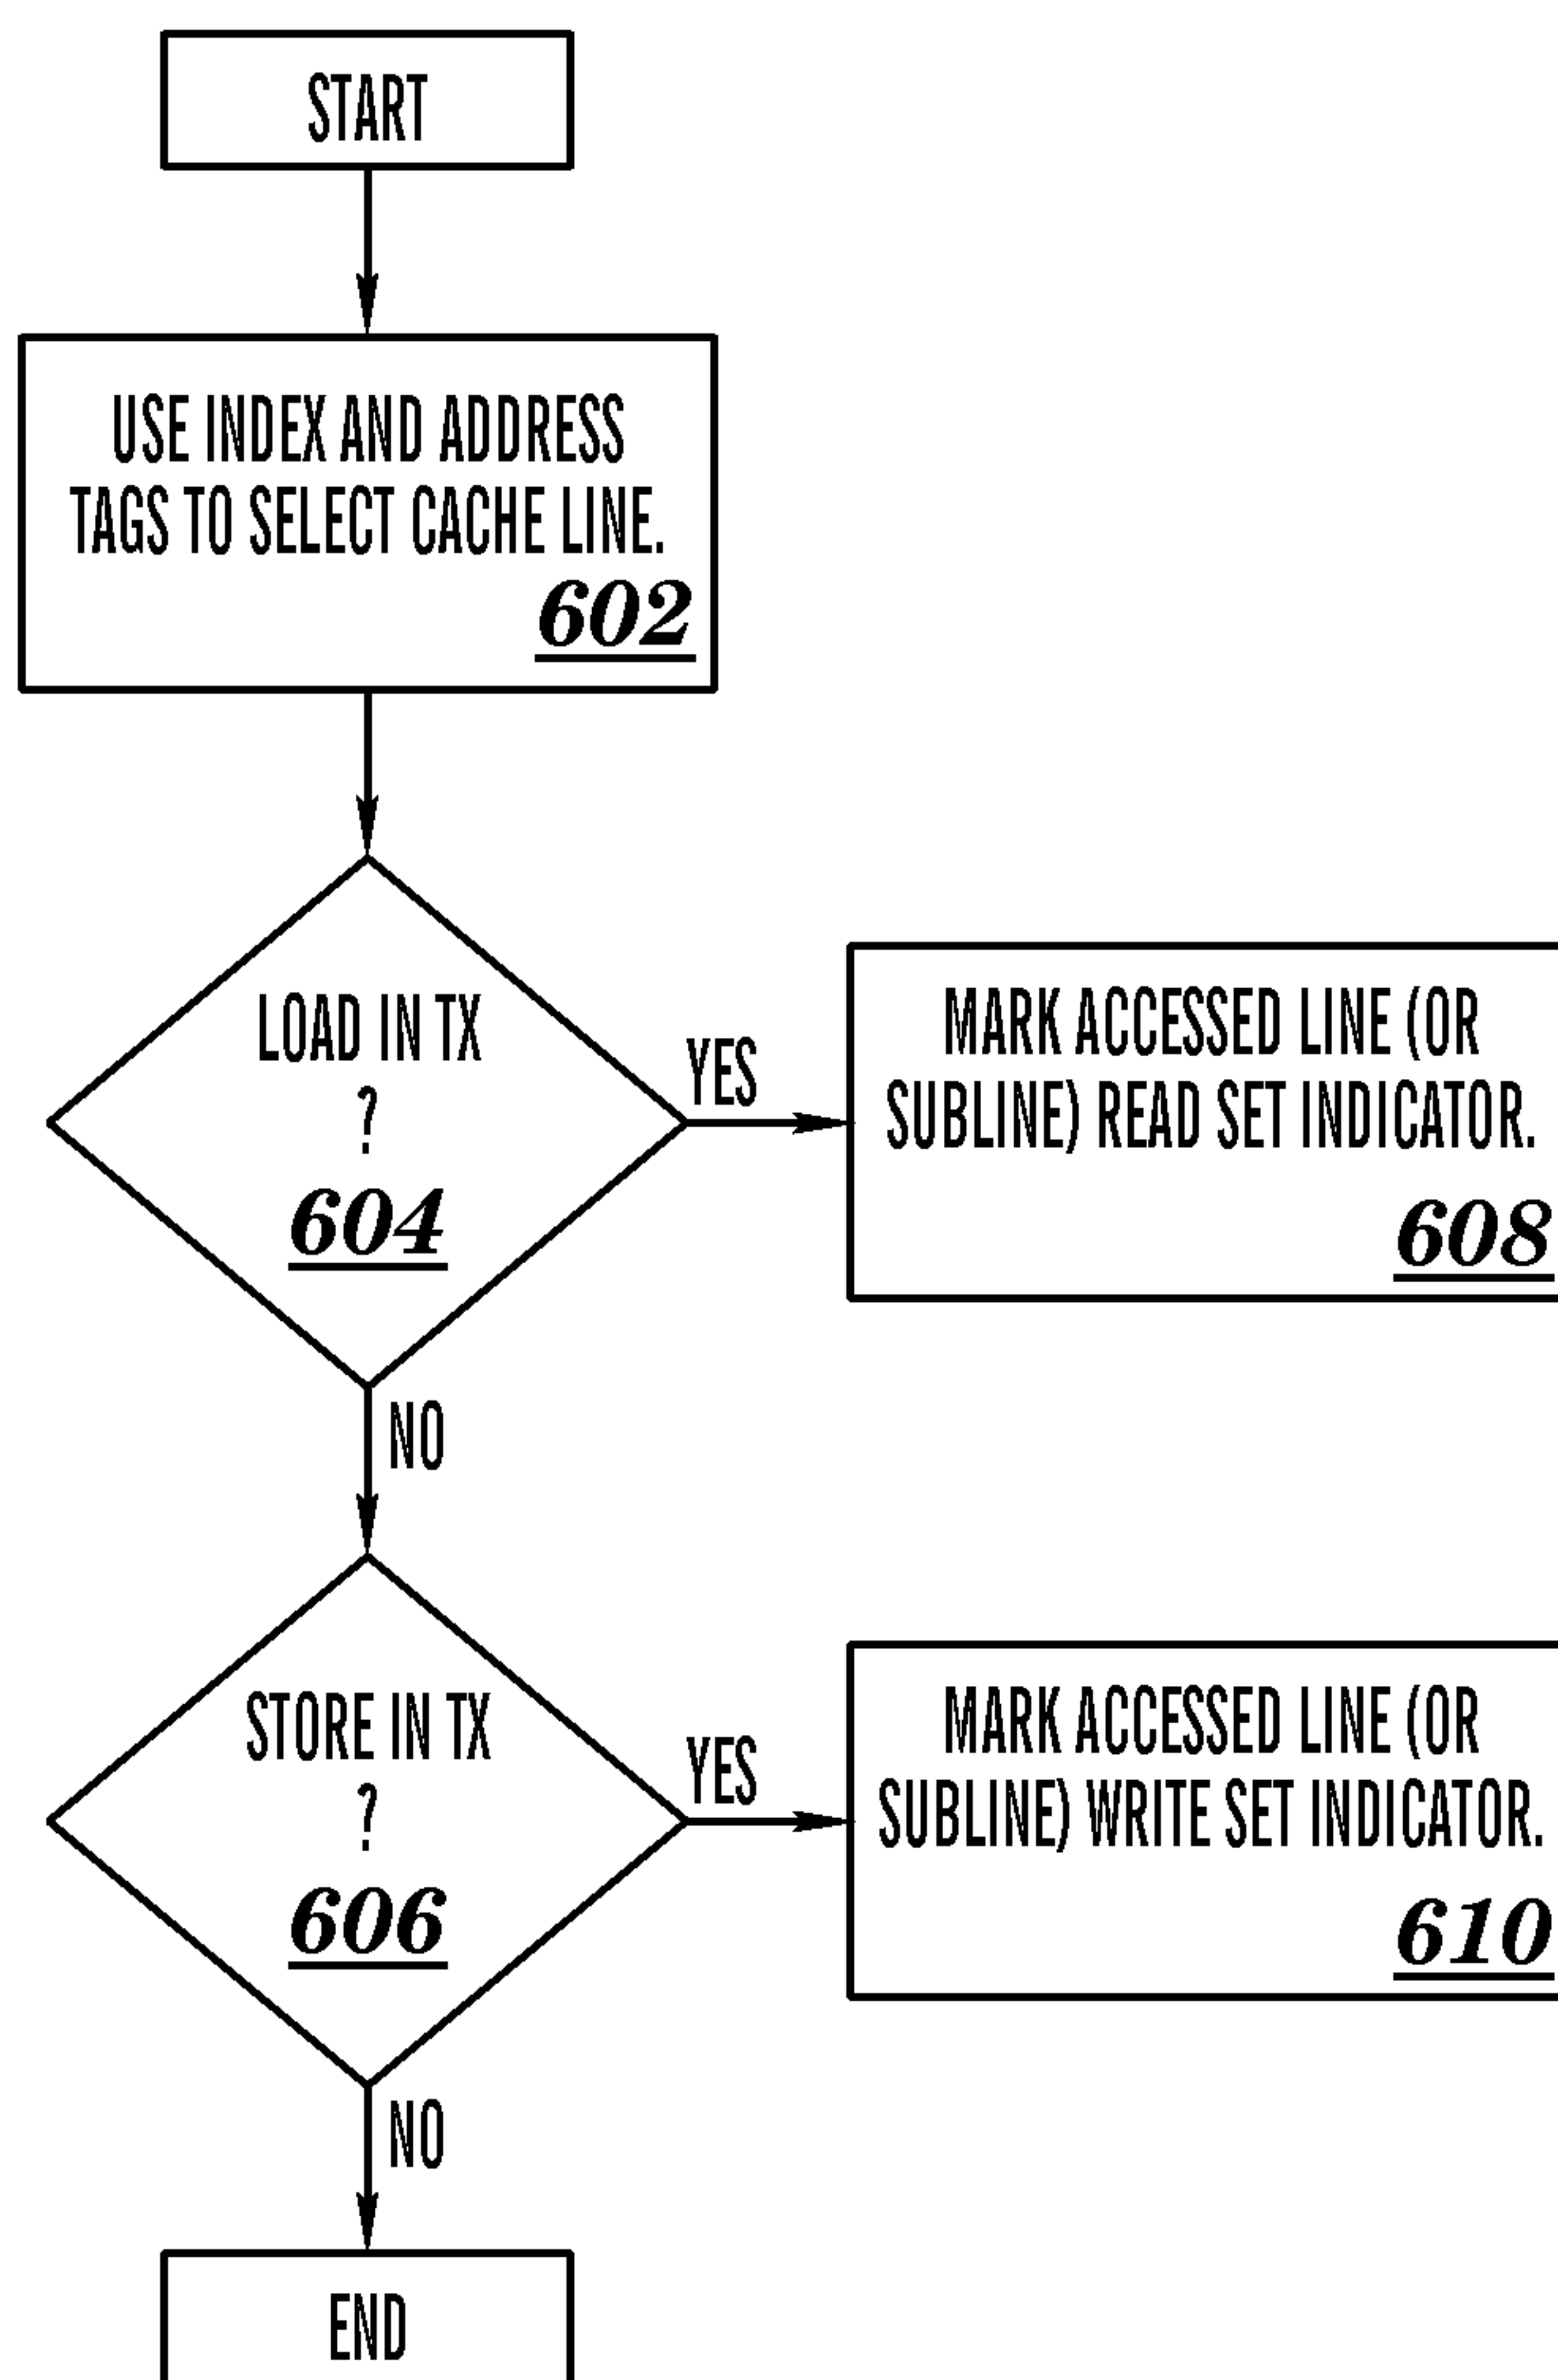 START
USE INDEX AND ADDRESS
TAGS TO SELECT CACHE LINE.
602
LOAD IN TX
?
604
YES
MARK ACCESSED LINE (OR
SUBLINE) READ SET INDICATOR.
608
NO
STORE IN TX
?
606
YES
MARK ACCESSED LINE (OR
SUBLINE) WRITE SET INDICATOR.
610
NO
END